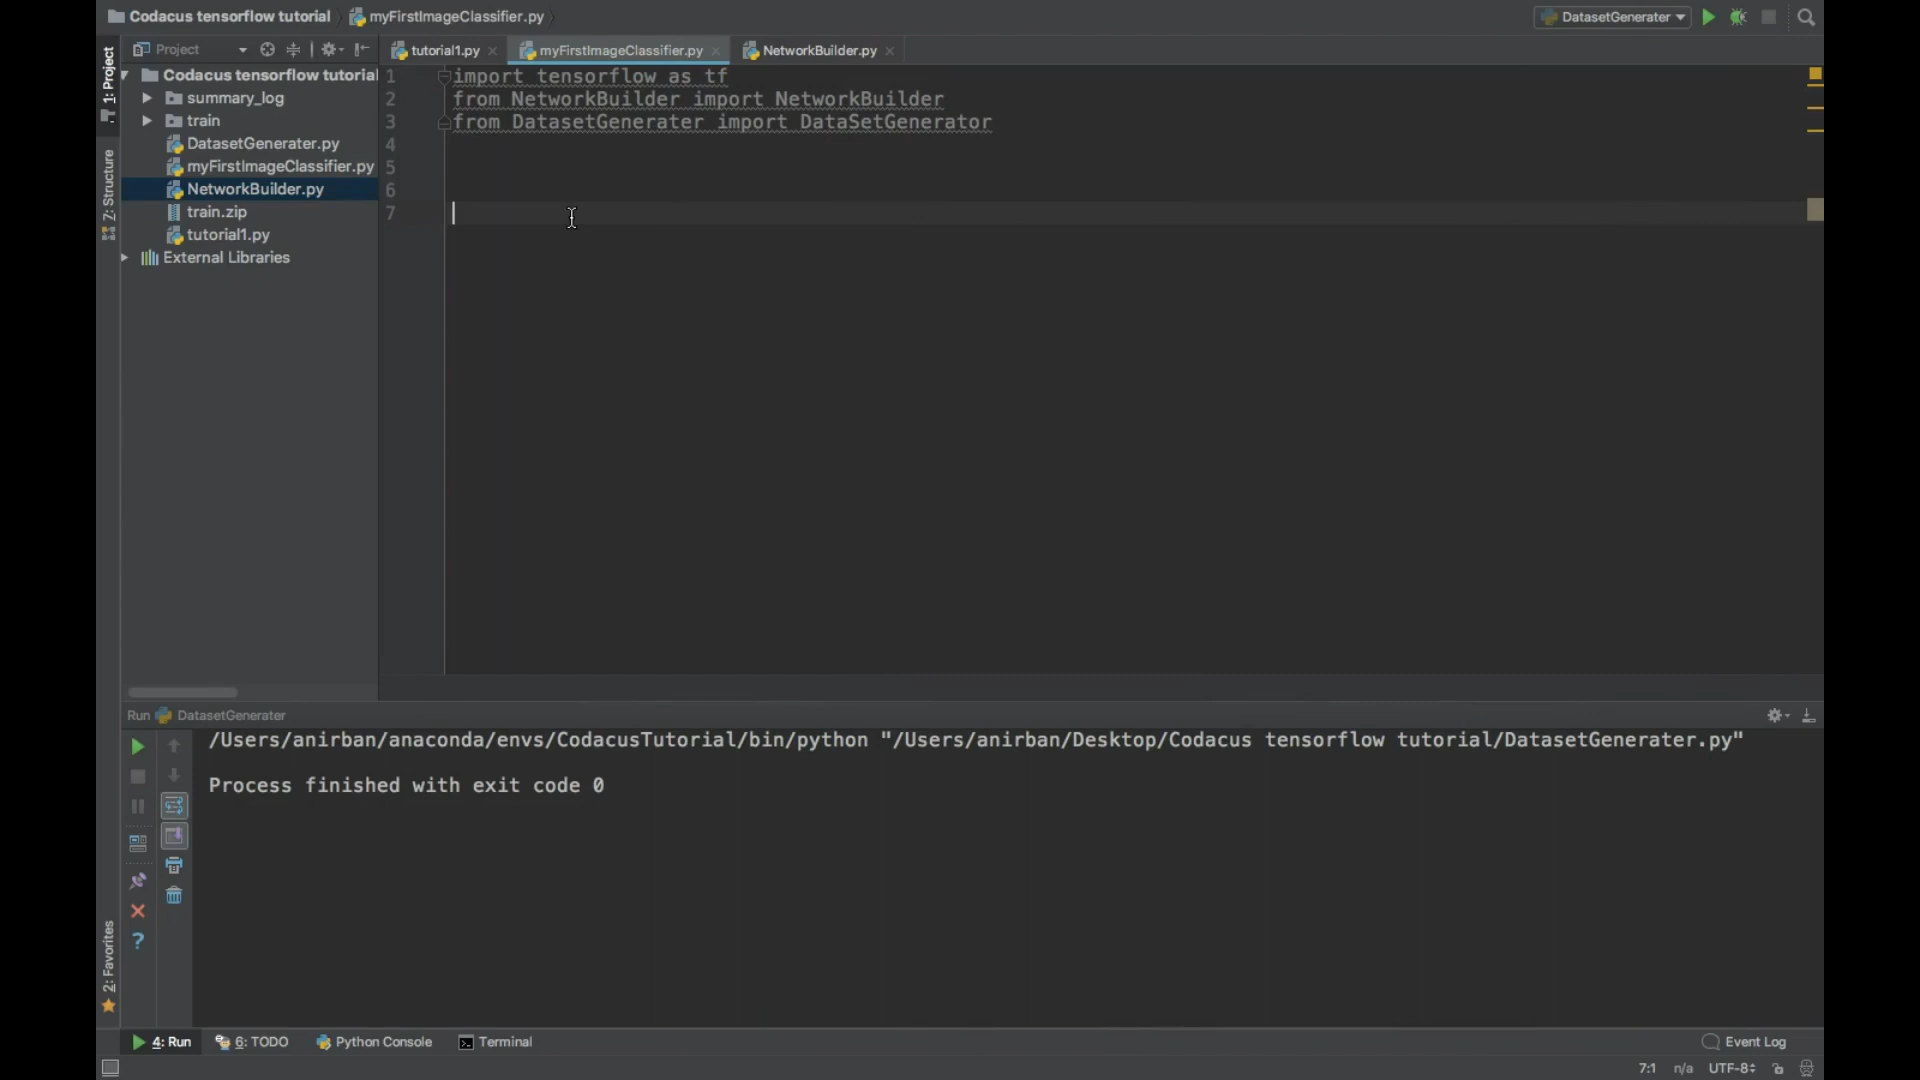 Codacus tensorflow tutorial myFirstImageClassifier.py DatasetGenerater
1: Project Project tutorial1.py myFirstImageClassifier.py NetworkBuilder.py
Codacus tensorflow tutorial
summary_log
train
DatasetGenerater.py
myFirstImageClassifier.py
NetworkBuilder.py
train.zip
tutorial1.py
External Libraries
Z: Structure
1 import tensorflow as tf
2 from NetworkBuilder import NetworkBuilder
3 from DatasetGenerater import DataSetGenerator
4
5
6
7
Run DatasetGenerater
/Users/anirban/anaconda/envs/CodacusTutorial/bin/python "/Users/anirban/Desktop/Codacus tensorflow tutorial/DatasetGenerater.py"
Process finished with exit code 0
2: Favorites
4: Run 6: TODO Python Console Terminal Event Log
7:1 n/a UTF-8